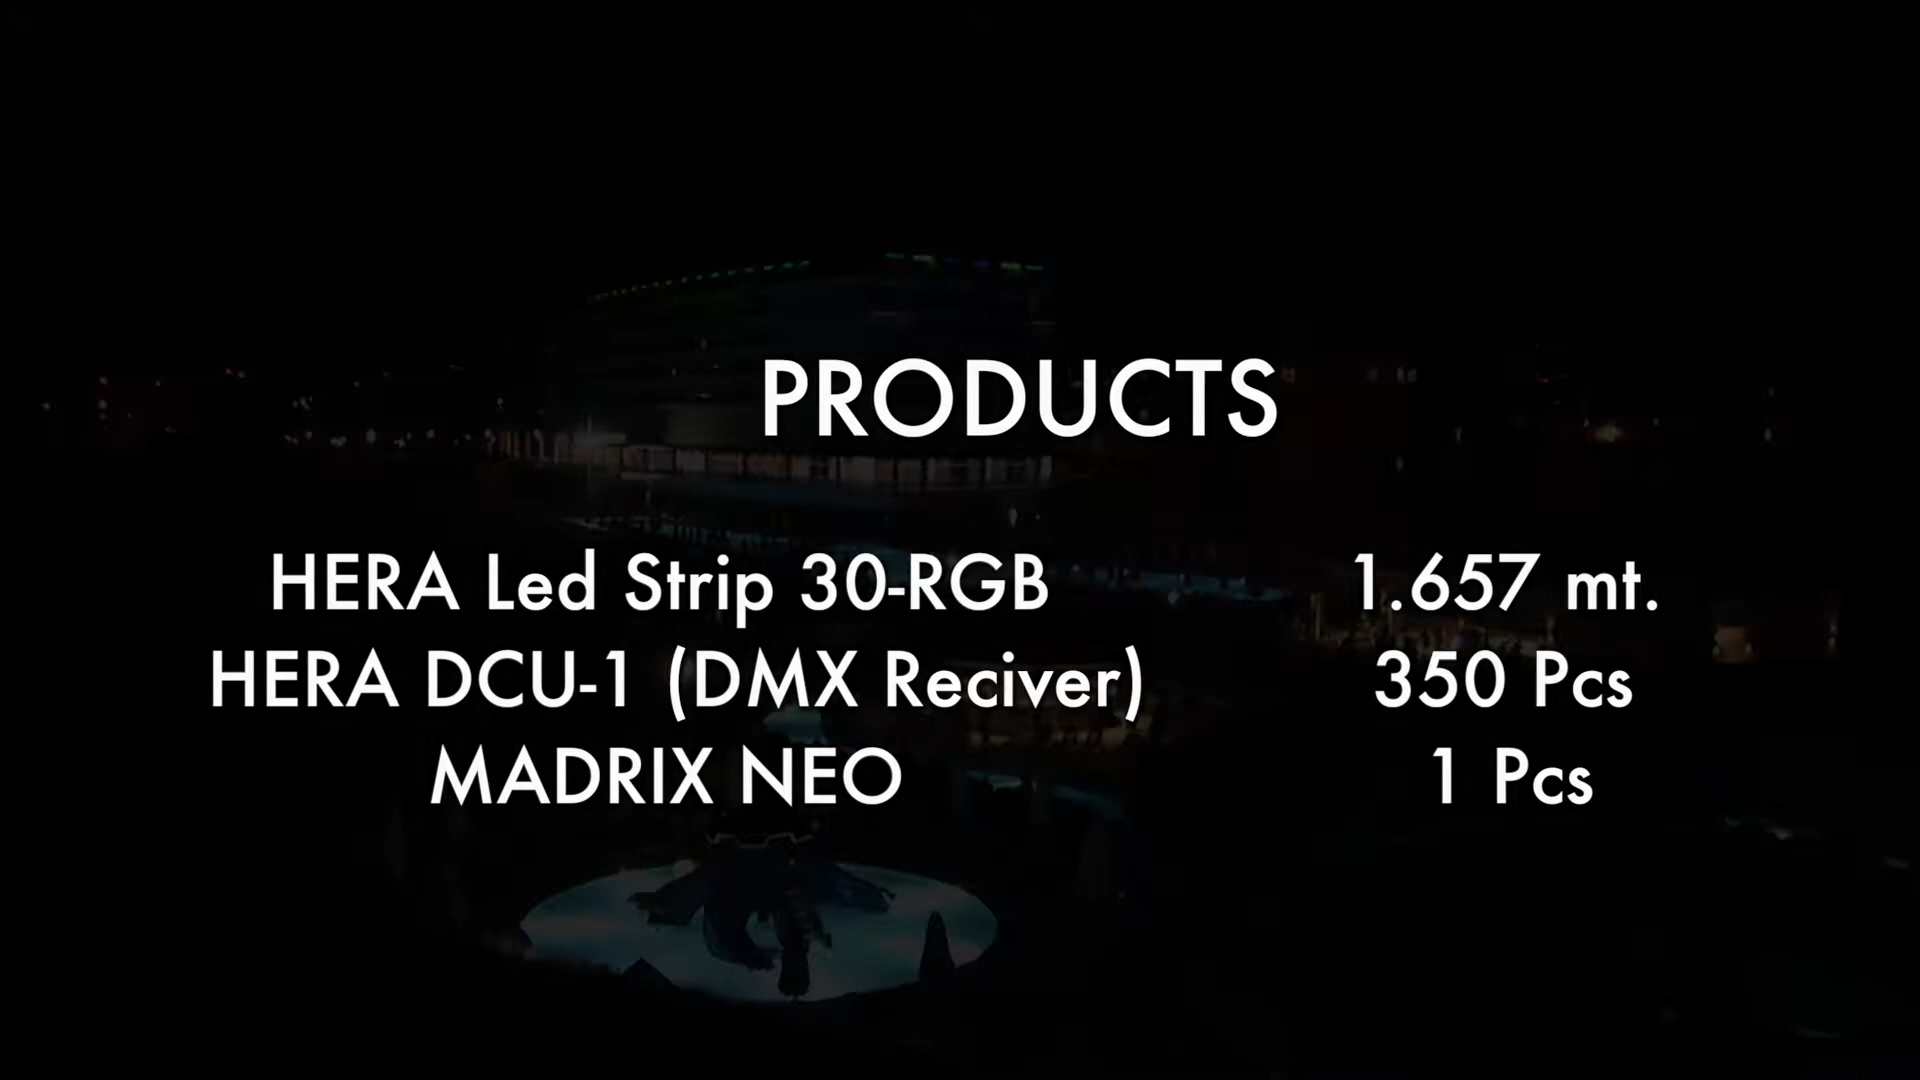 PRODUCTS
HERA Led Strip 30-RGB 1.657 mt.
HERA DCU-1 (DMX Reciver) 350 Pcs
MADRIX NEO 1 Pcs